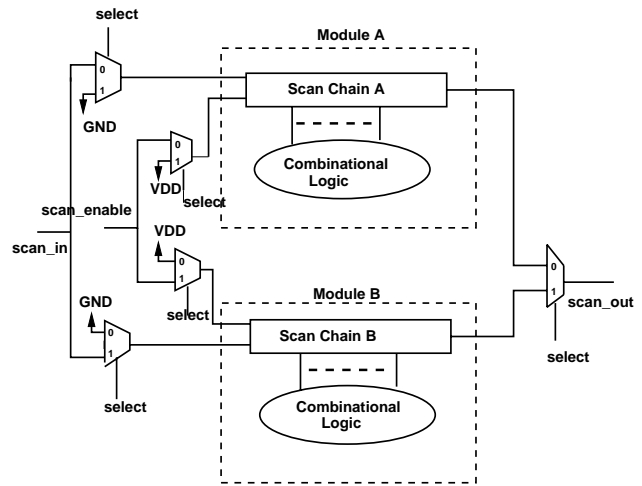 select
Module A
0
1
Scan Chain A
GND
0
1
Combinational
Logic
VDD
select
scan_enable
VDD
scan_in
0
1
0
1
scan_out
GND
Module B
select
0
1
Scan Chain B
select
select
Combinational
Logic